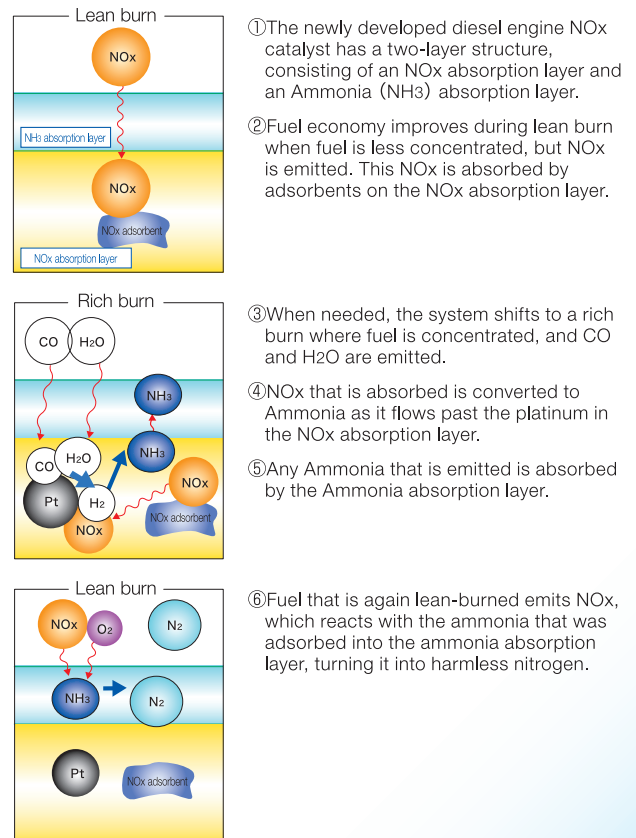 Lean burn
NOx
NH3 absorption layer
NOx
NOx adsorbent
NOx absorption layer
①The newly developed diesel engine NOx
catalyst has a two-layer structure,
consisting of an NOx absorption layer and
an Ammonia (NH3) absorption layer.
②Fuel economy improves during lean burn
when fuel is less concentrated, but NOx
is emitted. This NOx is absorbed by
adsorbents on the NOx absorption layer.
Rich burn
CO H2O
NH3
CO H2O NH3
Pt H2 NOx
NOx NOx adsorbent
③When needed, the system shifts to a rich
burn where fuel is concentrated, and CO
and H2O are emitted.
④NOx that is absorbed is converted to
Ammonia as it flows past the platinum in
the NOx absorption layer.
⑤Any Ammonia that is emitted is absorbed
by the Ammonia absorption layer.
Lean burn
NOx O2 N2
NH3 N2
Pt NOx adsorbent
⑥Fuel that is again lean-burned emits NOx,
which reacts with the ammonia that was
adsorbed into the ammonia absorption
layer, turning it into harmless nitrogen.